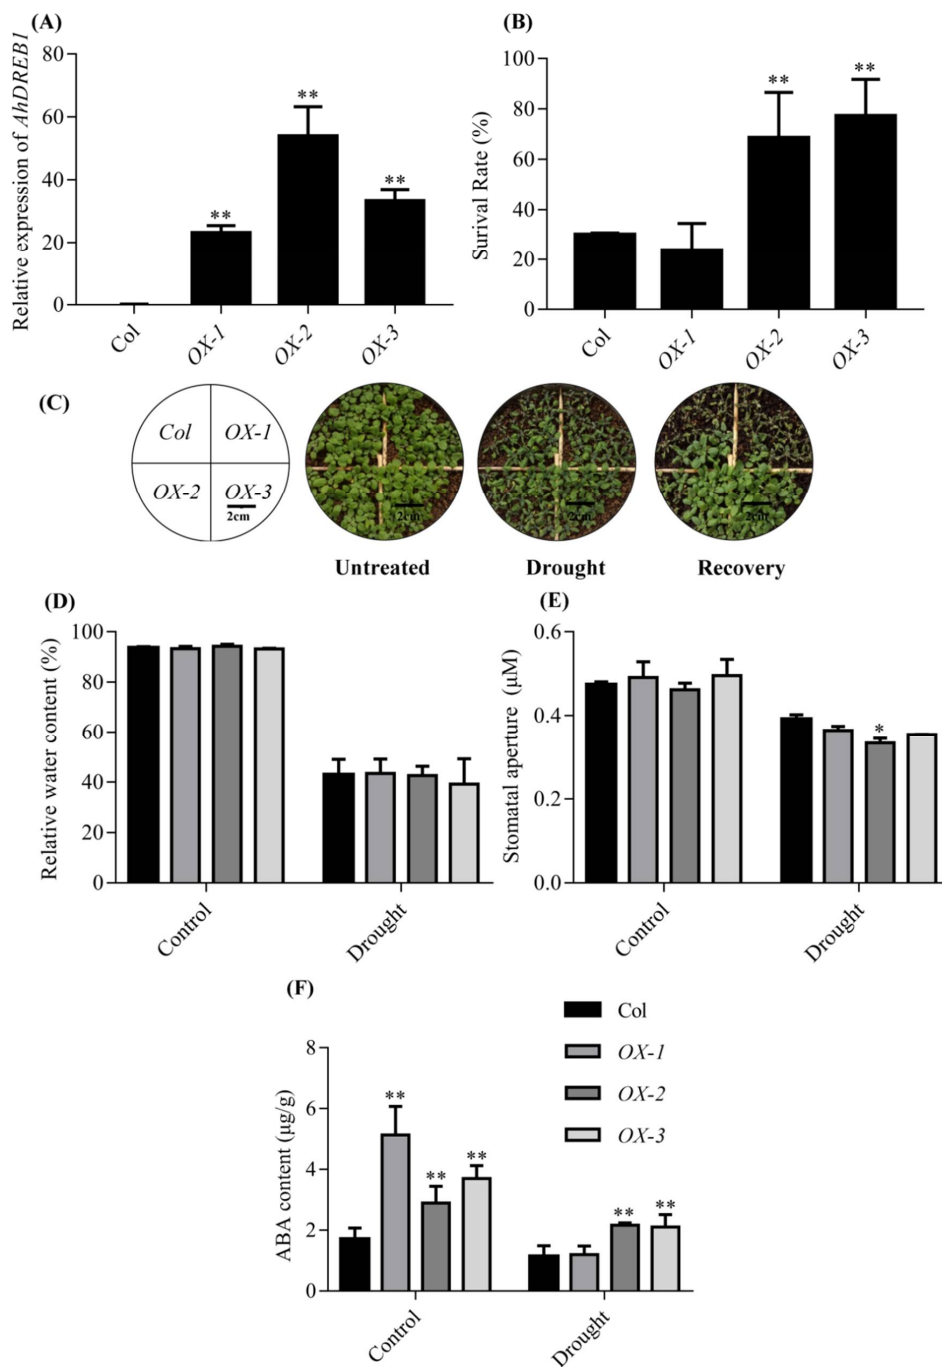 (A)
Relative expression of AhDREB1
80
60
40
20
0
**
**
**
Col
OX-1
OX-2
OX-3
(B)
Surival Rate (%)
100
80
60
40
20
0
**
**
Col
OX-1
OX-2
OX-3
(C)
Col
OX-1
OX-2
OX-3
2cm
2cm
2cm
2cm
Untreated
Drought
Recovery
(D)
Relative water content (%)
100
80
60
40
20
0
Control
Drought
(E)
Stomatal aperture (μM)
0.6
0.4
0.2
0.0
*
Control
Drought
(F)
ABA content (μg/g)
8
6
4
2
0
**
**
**
**
**
Control
Drought
Col
OX-1
OX-2
OX-3